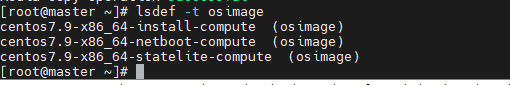 [root@master ~]# lsdef -t osimage
centos7.9-x86_64-install-compute  (osimage)
centos7.9-x86_64-netboot-compute  (osimage)
centos7.9-x86_64-statelite-compute  (osimage)
[root@master ~]#